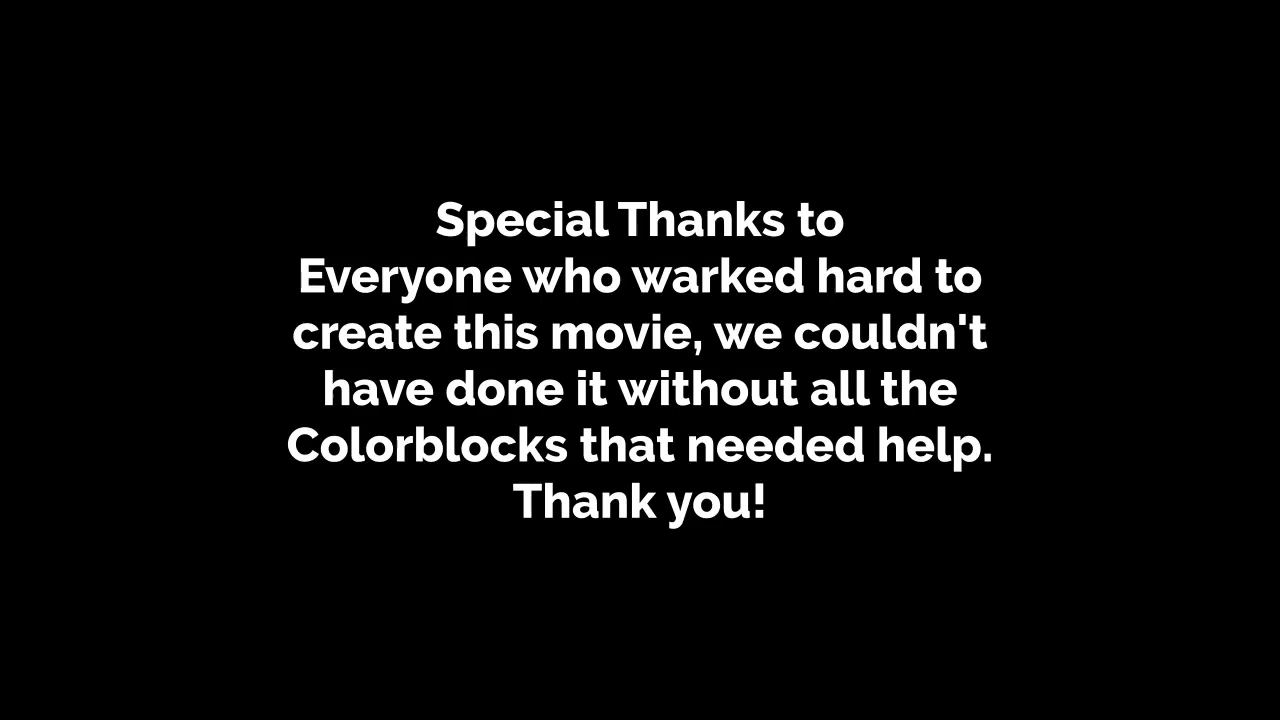 Special Thanks to
Everyone who warked hard to
create this movie, we couldn't
have done it without all the
Colorblocks that needed help.
Thank you!